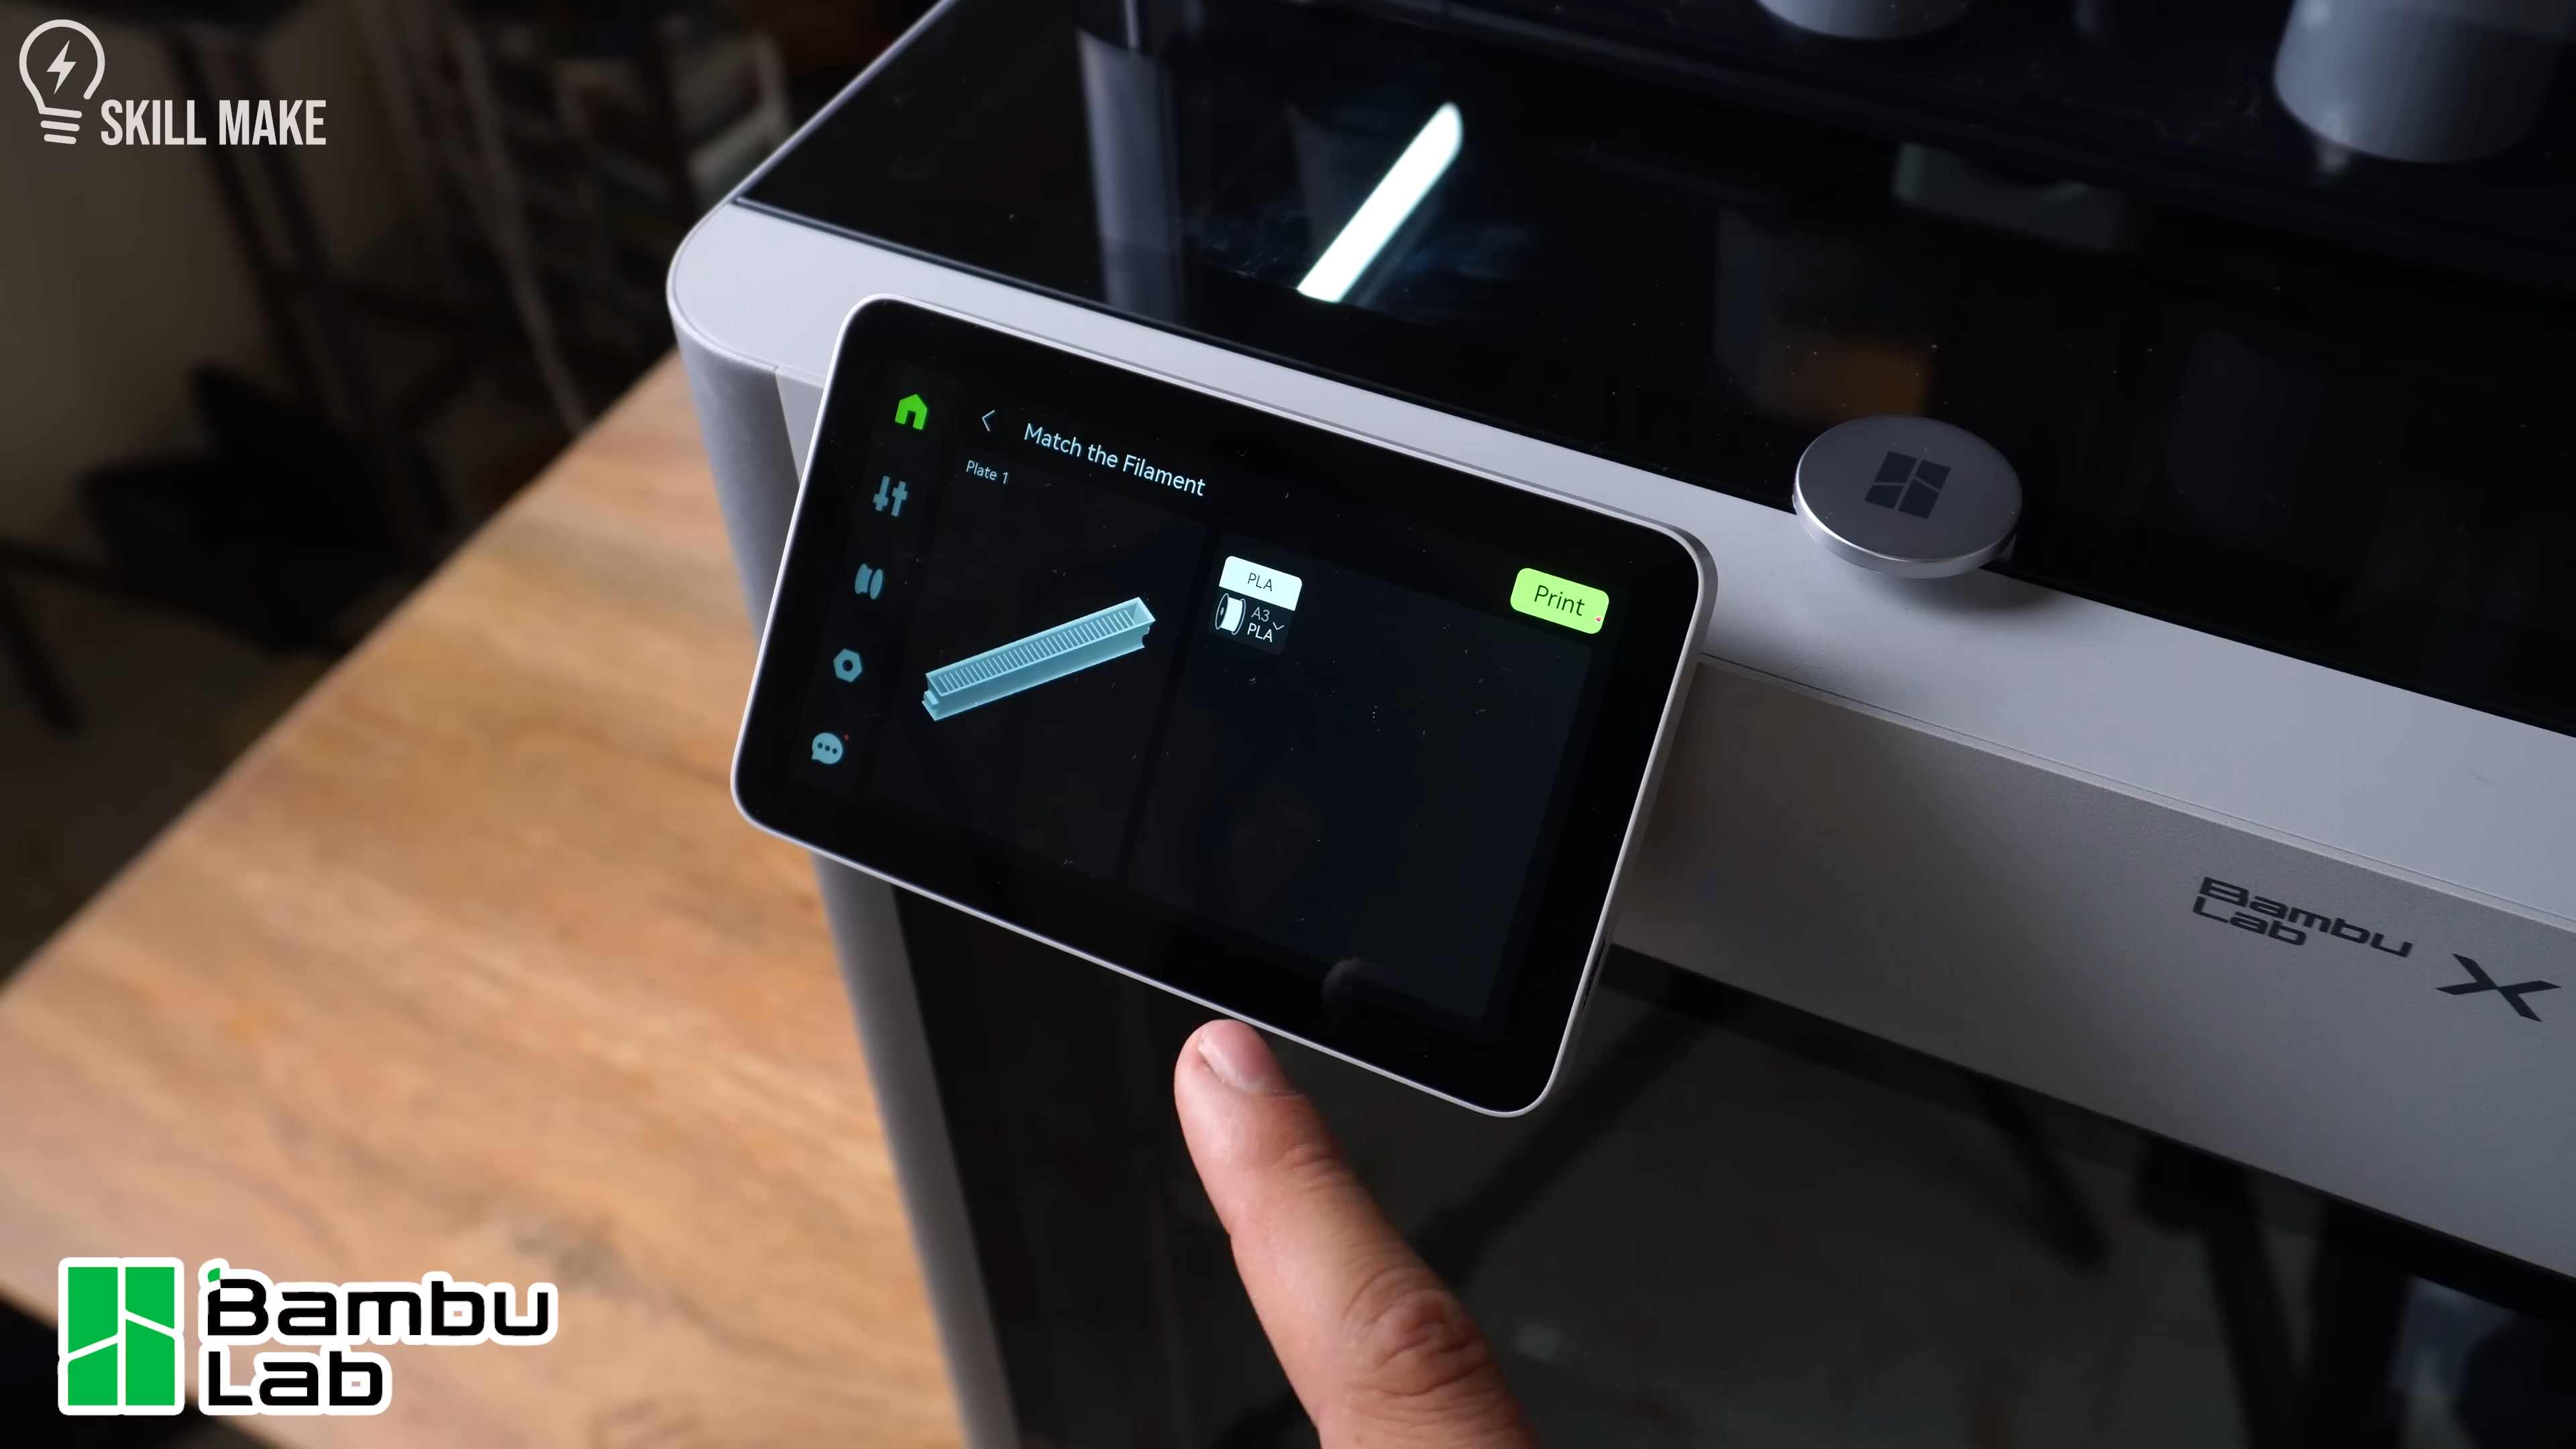 SKILL MAKE
Match the Filament
Plate 1
PLA
A3
PLA
Print
Bambu
Lab
X
Bambu
Lab